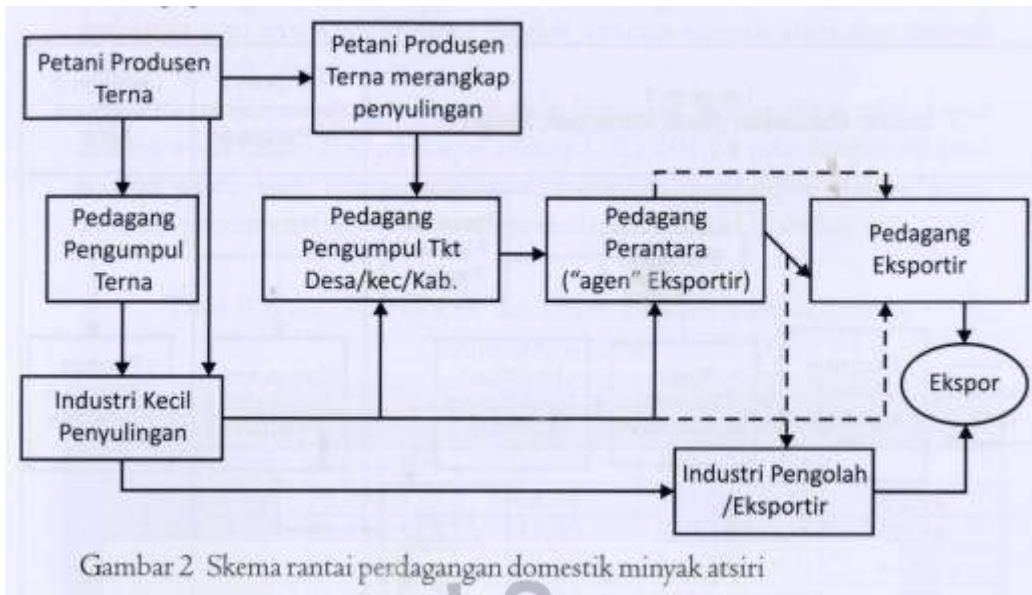 Petani Produsen
Terna
Petani Produsen
Terna merangkap
penyulingan
Pedagang
Pengumpul
Terna
Pedagang
Pengumpul Tkt
Desa/kec/Kab.
Pedagang
Perantara
(“agen” Eksportir)
Pedagang
Eksportir
Ekspor
Industri Kecil
Penyulingan
Industri Pengolah
/Eksportir
Gambar 2 Skema rantai perdagangan domestik minyak atsiri